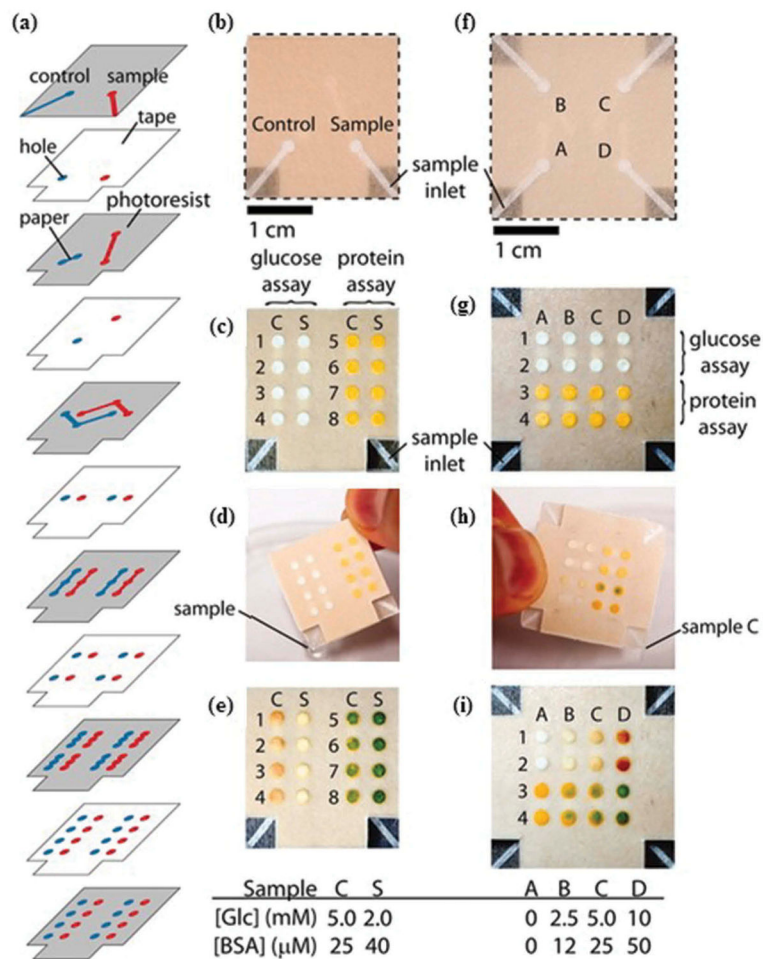 (a)
control
sample
tape
hole
photoresist
paper
(b)
Control Sample
sample
inlet
1 cm
(f)
B C
A D
1 cm
glucose protein
assay assay
(c)
C S C S
1 5
2 6
3 7
4 8
sample
inlet
(g)
A B C D
1
2
3
4
glucose
assay
protein
assay
(d)
sample
(h)
sample C
(e)
C S C S
1 5
2 6
3 7
4 8
(i)
A B C D
1
2
3
4
Sample C S A B C D
[Glc] (mM) 5.0 2.0 0 2.5 5.0 10
[BSA] (μM) 25 40 0 12 25 50